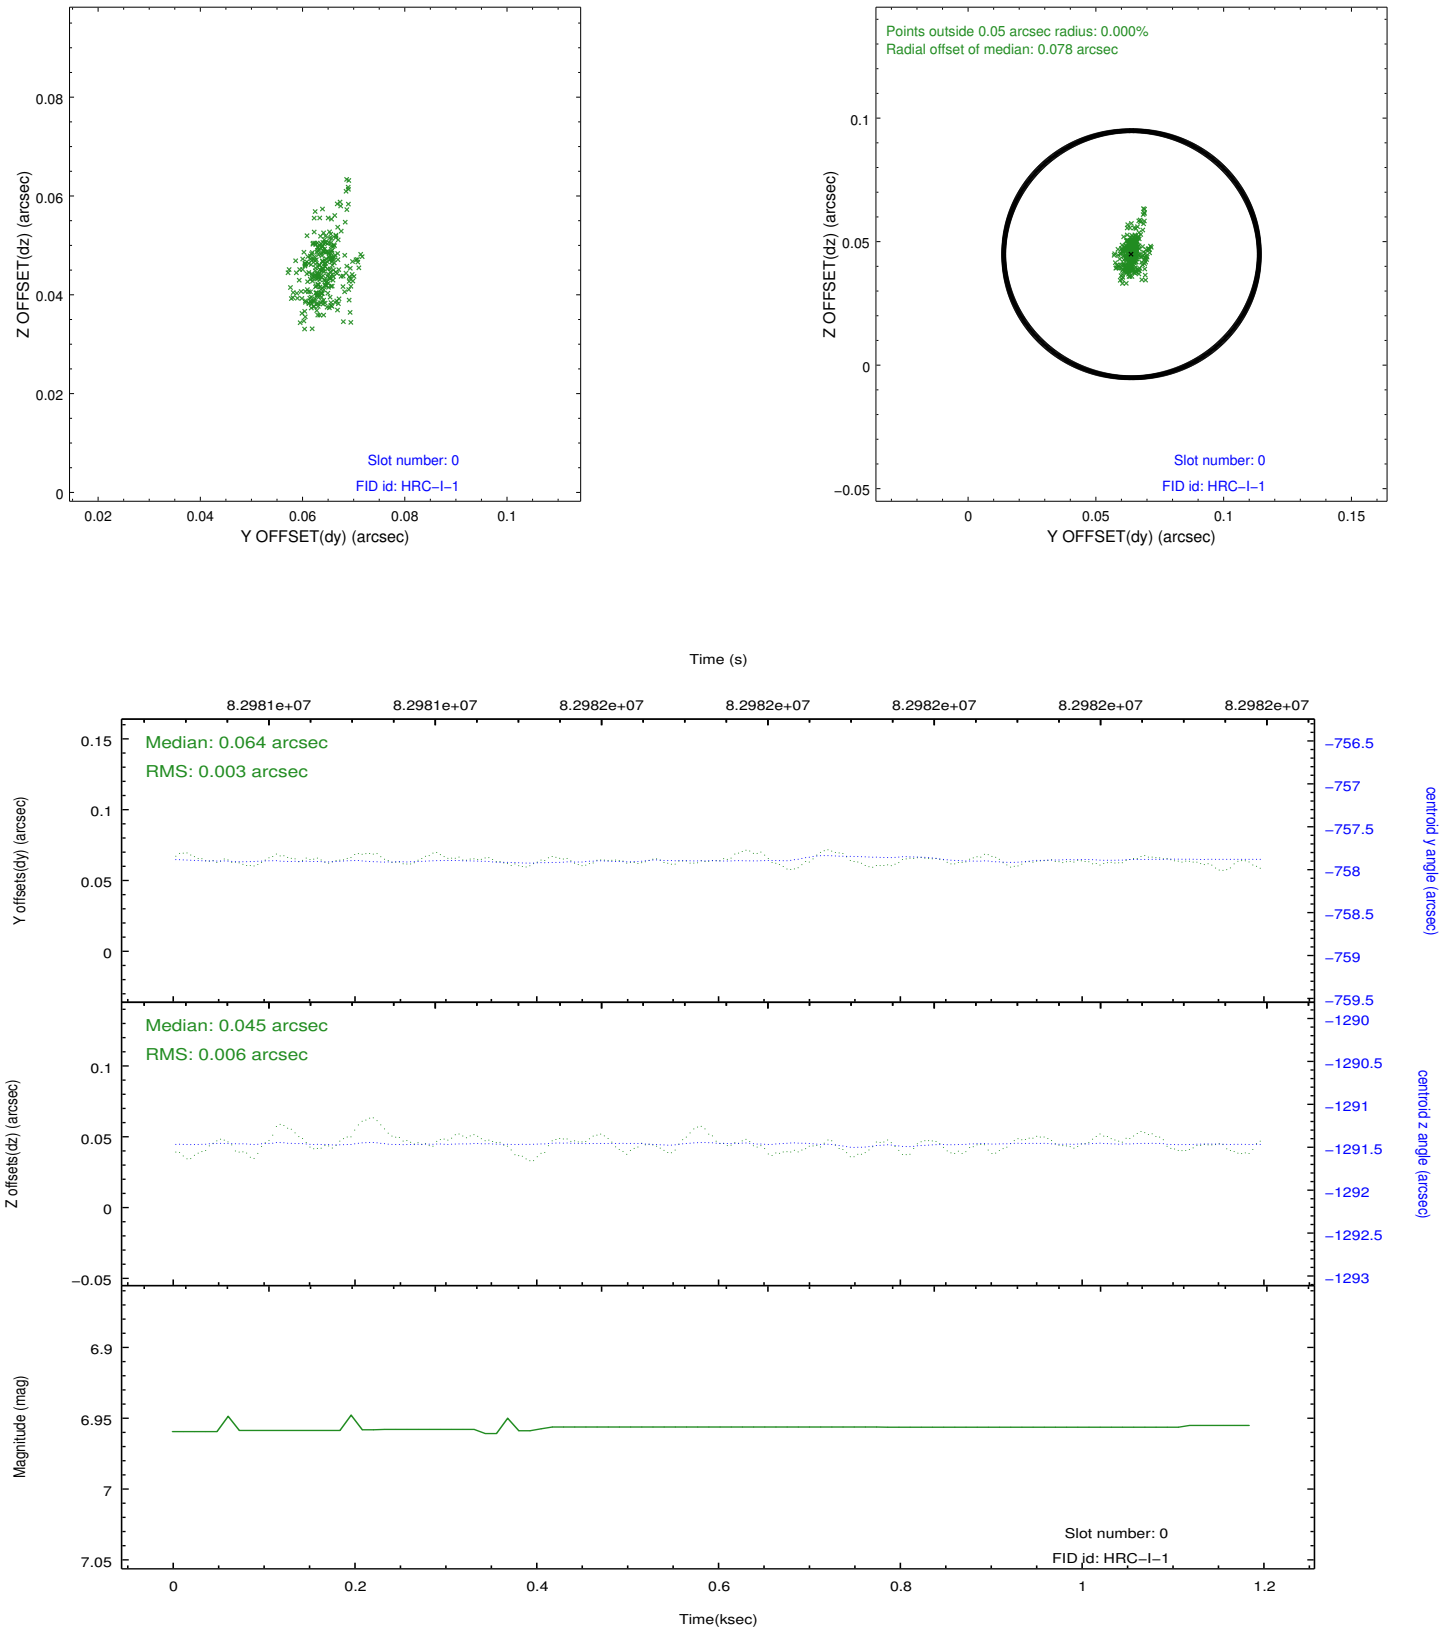 0.08
0.06
0.04
0.02
0
Z OFFSET(dz) (arcsec)
Slot number: 0
FID id: HRC−I−1
0.02 0.04 0.06 0.08 0.1
Y OFFSET(dy) (arcsec)
Points outside 0.05 arcsec radius: 0.000%
Radial offset of median: 0.078 arcsec
0.1
0.05
0
−0.05
Z OFFSET(dz) (arcsec)
Slot number: 0
FID id: HRC−I−1
0 0.05 0.1 0.15
Y OFFSET(dy) (arcsec)
Time (s)
8.2981e+07 8.2981e+07 8.2982e+07 8.2982e+07 8.2982e+07 8.2982e+07 8.2982e+07
Median: 0.064 arcsec
RMS: 0.003 arcsec
0.15
0.1
0.05
0
Y offsets(dy) (arcsec)
−756.5
−757
−757.5
−758
−758.5
−759
−759.5
centroid y angle (arcsec)
Median: 0.045 arcsec
RMS: 0.006 arcsec
0.1
0.05
0
−0.05
Z offsets(dz) (arcsec)
−1290
−1290.5
−1291
−1291.5
−1292
−1292.5
−1293
centroid z angle (arcsec)
6.9
6.95
7
7.05
Magnitude (mag)
Slot number: 0
FID id: HRC−I−1
0 0.2 0.4 0.6 0.8 1 1.2
Time(ksec)